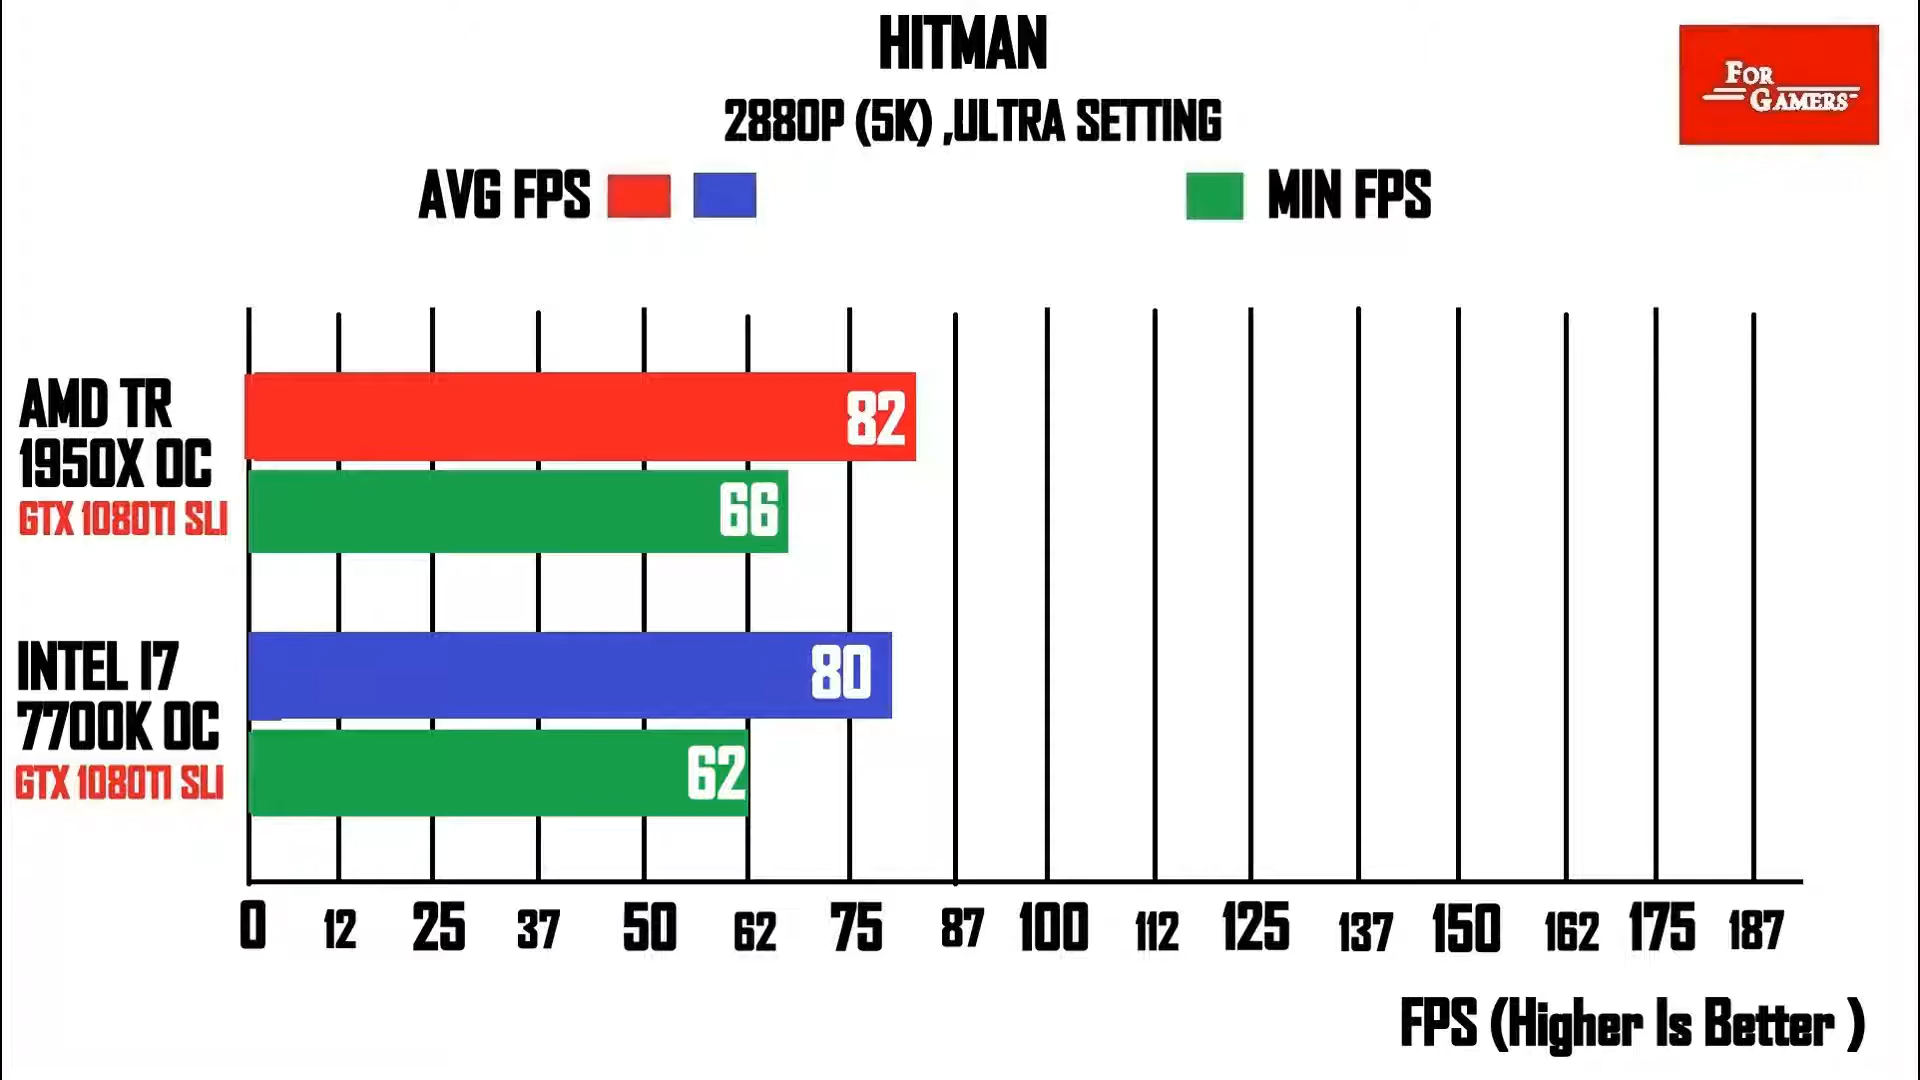 HITMAN
2880P (5K) ,ULTRA SETTING
FOR
GAMERS
AVG FPS
MIN FPS
AMD TR
1950X OC
GTX 1080TI SLI
82
66
INTEL I7
7700K OC
GTX 1080TI SLI
80
62
0 12 25 37 50 62 75 87 100 112 125 137 150 162 175 187
FPS (Higher Is Better )